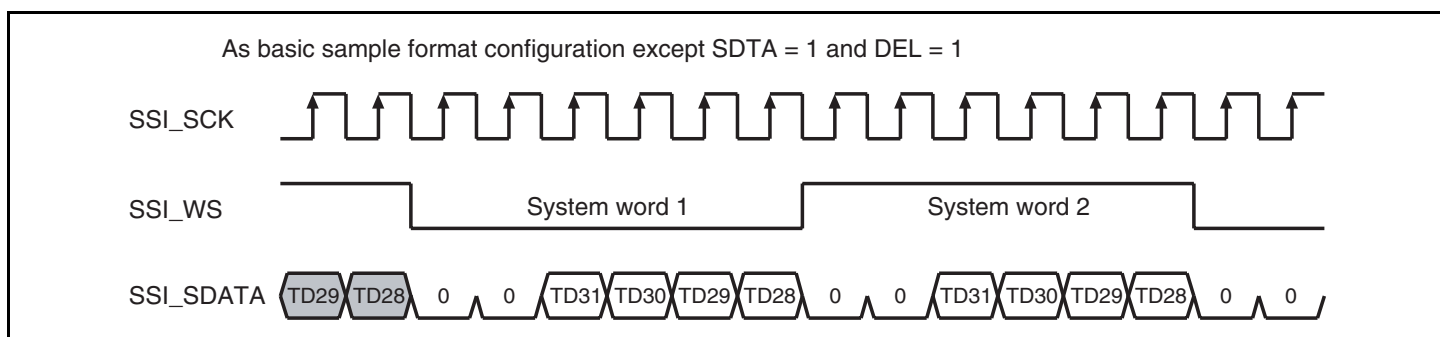 As basic sample format configuration except SDTA = 1 and DEL = 1
SSI_SCK
SSI_WS System word 1 System word 2
SSI_SDATA TD29 TD28 0 0 TD31 TD30 TD29 TD28 0 0 TD31 TD30 TD29 TD28 0 0